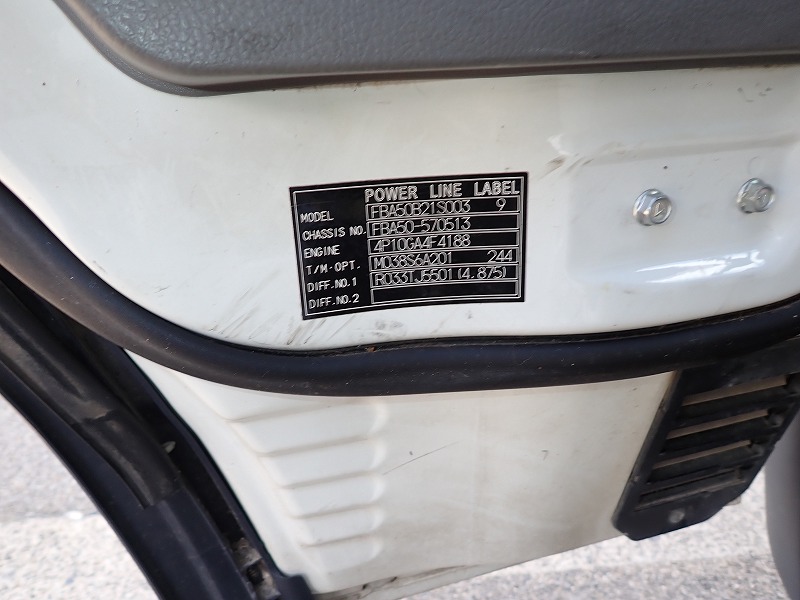 POWER LINE LABEL
MODEL FBA50B21S003 9
CHASSIS NO. FBA50-570513
ENGINE 4P10GA4F4188
T/M・OPT. M038S6A201 244
DIFF.NO.1 R033TJ5501(4.875)
DIFF.NO.2